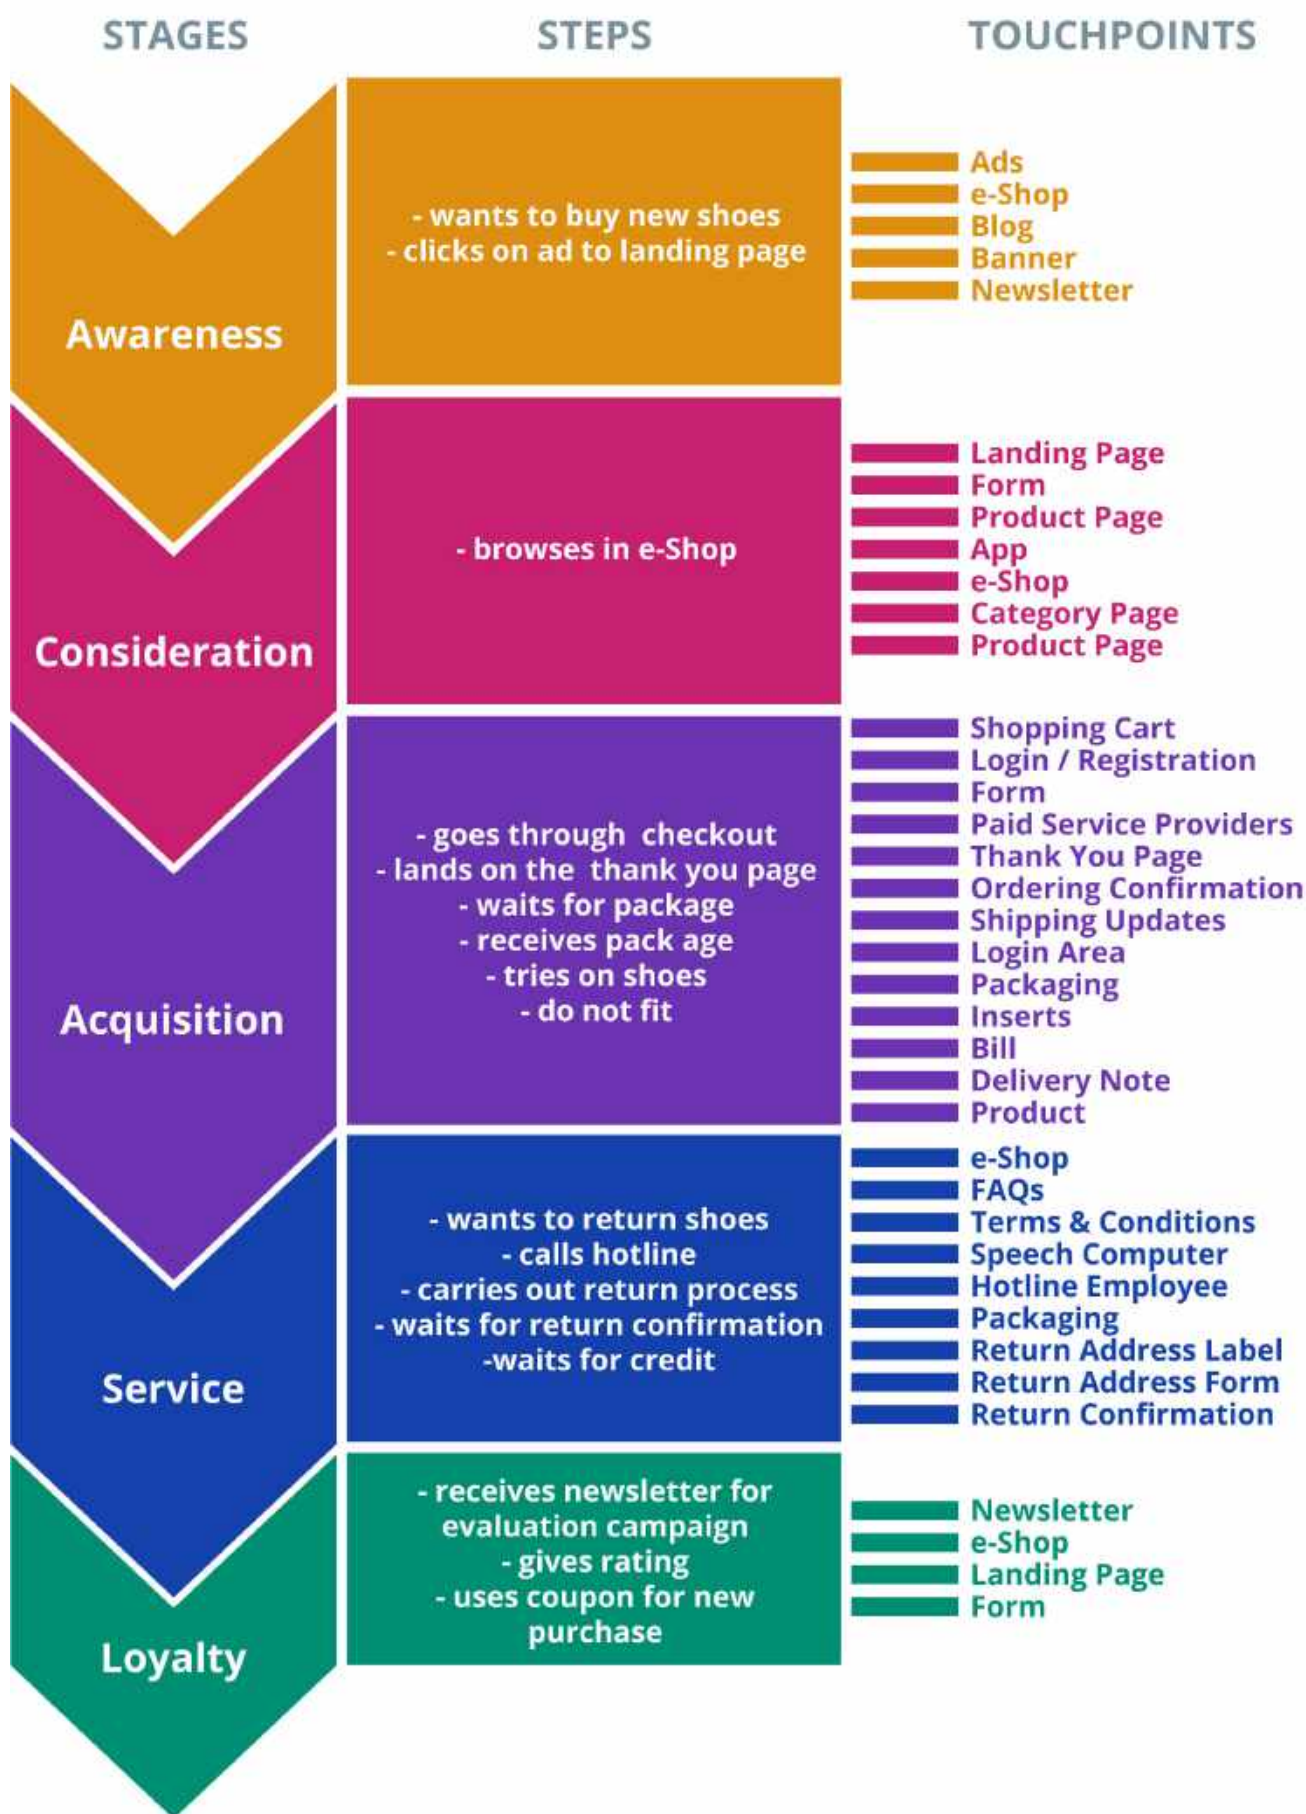 STAGES
STEPS
TOUCHPOINTS
Awareness
- wants to buy new shoes
- clicks on ad to landing page
Ads
e-Shop
Blog
Banner
Newsletter
Consideration
- browses in e-Shop
Landing Page
Form
Product Page
App
e-Shop
Category Page
Product Page
Acquisition
- goes through  checkout
- lands on the  thank you page
- waits for package
- receives pack age
- tries on shoes
- do not fit
Shopping Cart
Login / Registration
Form
Paid Service Providers
Thank You Page
Ordering Confirmation
Shipping Updates
Login Area
Packaging
Inserts
Bill
Delivery Note
Product
Service
- wants to return shoes
- calls hotline
- carries out return process
- waits for return confirmation
-waits for credit
e-Shop
FAQs
Terms & Conditions
Speech Computer
Hotline Employee
Packaging
Return Address Label
Return Address Form
Return Confirmation
Loyalty
- receives newsletter for
evaluation campaign
- gives rating
- uses coupon for new
purchase
Newsletter
e-Shop
Landing Page
Form